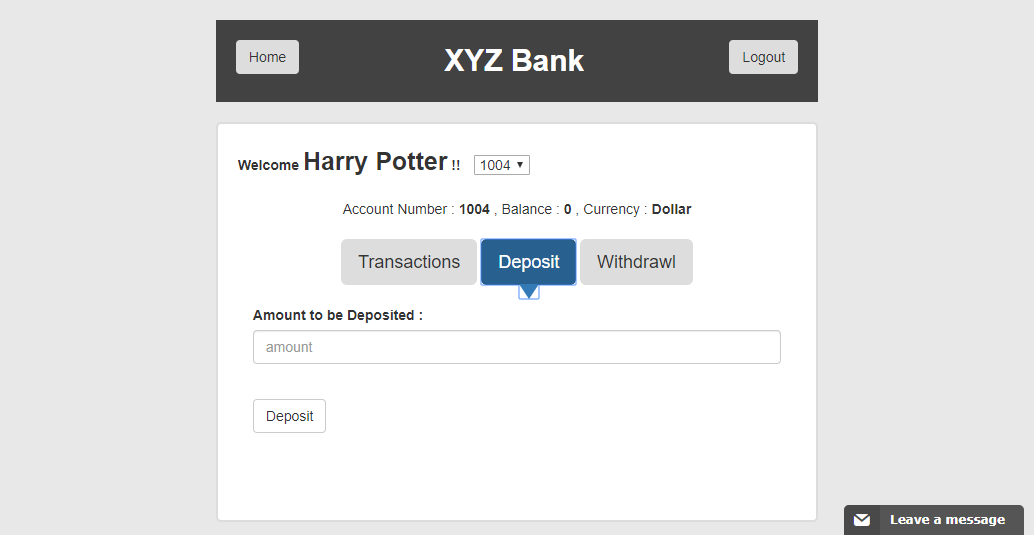 Home XYZ Bank Logout
Welcome Harry Potter !! 1004
Account Number : 1004 , Balance : 0 , Currency : Dollar
Transactions Deposit Withdrawl
Amount to be Deposited :
amount
Deposit
Leave a message